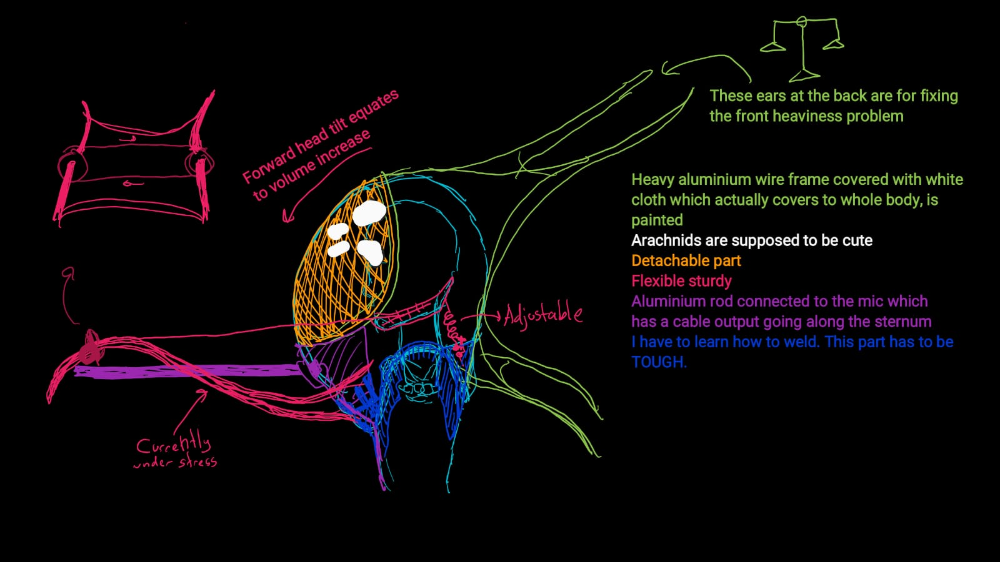 These ears at the back are for fixing
the front heaviness problem
Forward head tilt equates
to volume increase
Heavy aluminium wire frame covered with white
cloth which actually covers to whole body, is
painted
Arachnids are supposed to be cute
Detachable part
Flexible sturdy
Aluminium rod connected to the mic which
has a cable output going along the sternum
I have to learn how to weld. This part has to be
TOUGH.
Adjostable
Currently
under stress